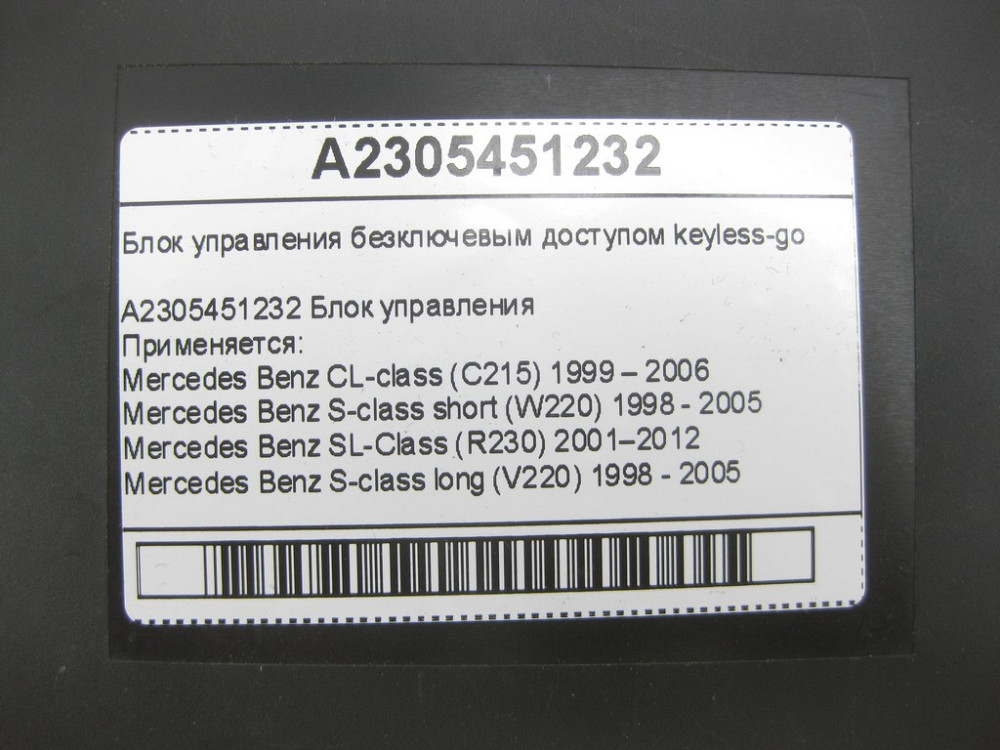 A2305451232
Блок управления безключевым доступом keyless-go
A2305451232 Блок управления
Применяется:
Mercedes Benz CL-class (C215) 1999 – 2006
Mercedes Benz S-class short (W220) 1998 - 2005
Mercedes Benz SL-Class (R230) 2001–2012
Mercedes Benz S-class long (V220) 1998 - 2005